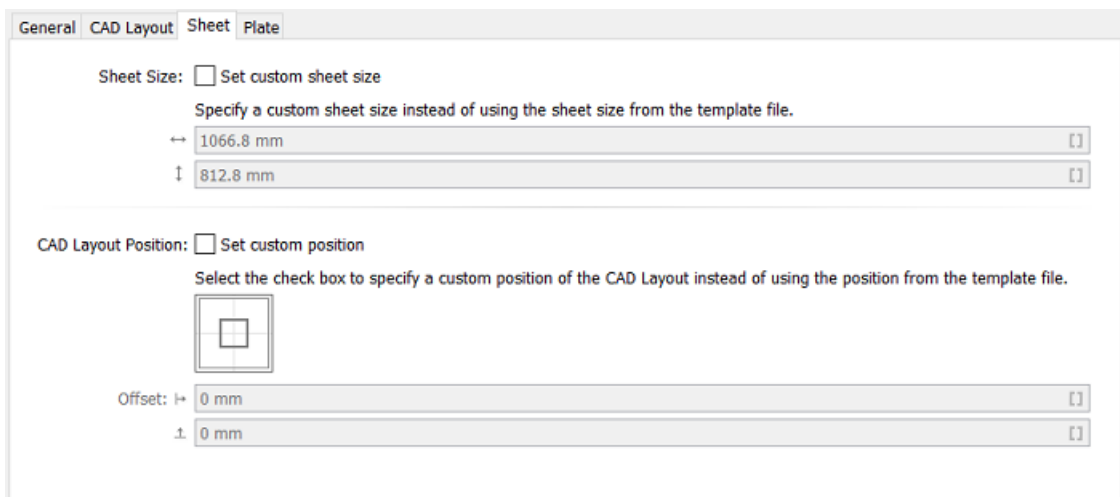 General CAD Layout Sheet Plate
Sheet Size: Set custom sheet size
Specify a custom sheet size instead of using the sheet size from the template file.
1066.8 mm []
812.8 mm []
CAD Layout Position: Set custom position
Select the check box to specify a custom position of the CAD Layout instead of using the position from the template file.
Offset: 0 mm []
0 mm []